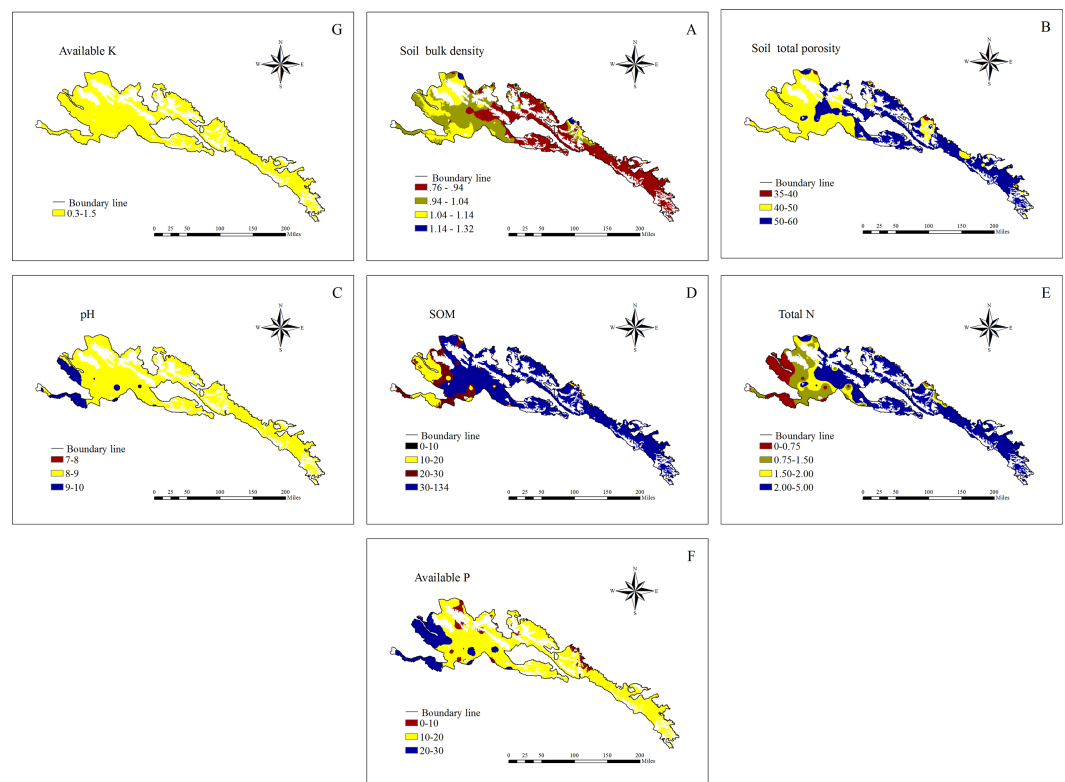 G
Available K
N
W E
S
Boundary line
0.3-1.5
0 25 50 100 150 200
Miles
A
Soil bulk density
N
W E
S
Boundary line
.76 - .94
.94 - 1.04
1.04 - 1.14
1.14 - 1.32
0 25 50 100 150 200
Miles
B
Soil total porosity
N
W E
S
Boundary line
35-40
40-50
50-60
0 25 50 100 150 200
Miles
C
pH
N
W E
S
Boundary line
7-8
8-9
9-10
0 25 50 100 150 200
Miles
D
SOM
N
W E
S
Boundary line
0-10
10-20
20-30
30-134
0 25 50 100 150 200
Miles
E
Total N
N
W E
S
Boundary line
0-0.75
0.75-1.50
1.50-2.00
2.00-5.00
0 25 50 100 150 200
Miles
F
Available P
N
W E
S
Boundary line
0-10
10-20
20-30
0 25 50 100 150 200
Miles